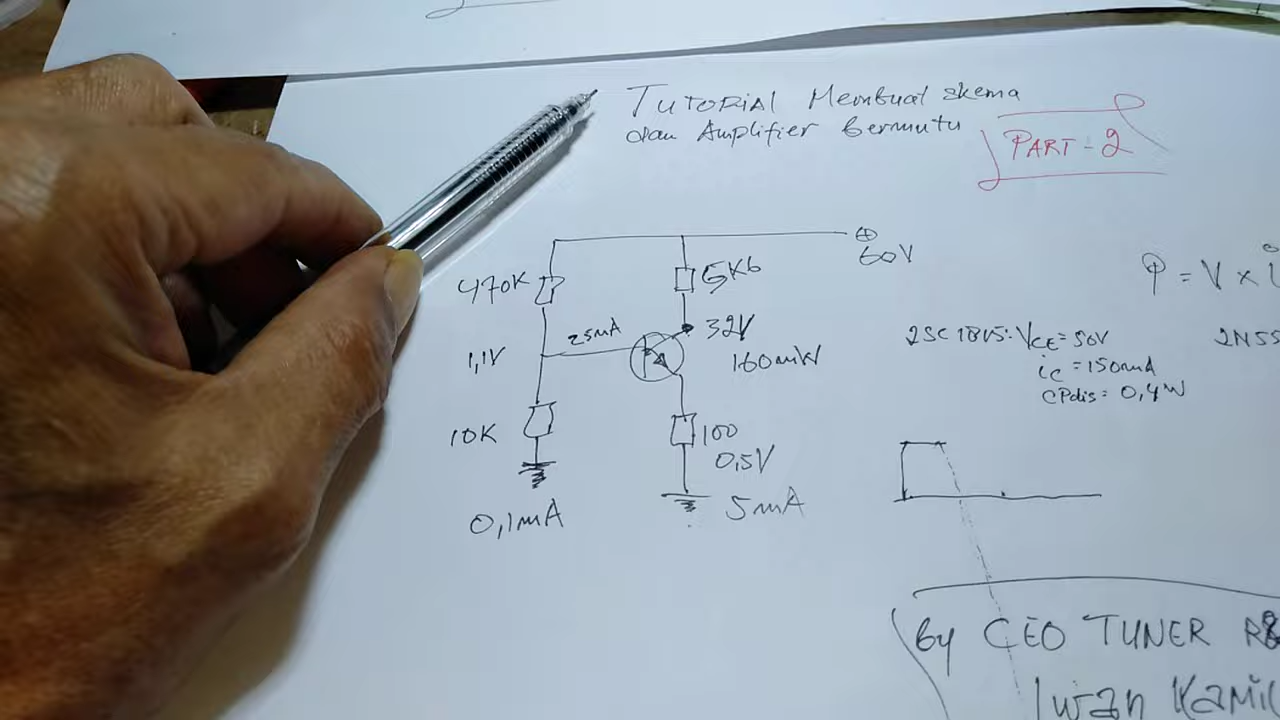 TUTORIAL Membuat skema
dan Amplifier Bermutu
PART-2
60V
470K
5K6
25mA
32V
1,1V
160mW
10K
100
0,5V
0,1mA
5mA
P = V x i
2SC1815: VCE = 50V
ic = 150mA
CPdis = 0,4W
2N55
By CEO TUNER
Iwan Kamil